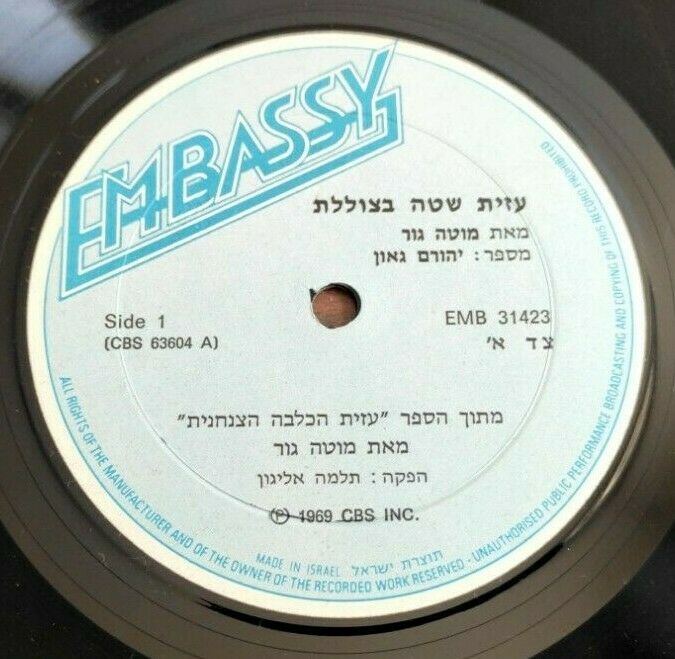 EMBASSY
עזית שטה בצוללת
מאת מוטה גור
מספר: יהורם גאון
Side 1
(CBS 63604 A)
EMB 31423
צד א'
מתוך הספר "עזית הכלבה הצנחנית"
מאת מוטה גור
הפקה: תלמה אליגון
℗ 1969 CBS INC.
MADE IN ISRAEL תוצרת ישראל
ALL RIGHTS OF THE MANUFACTURER AND OF THE OWNER OF THE RECORDED WORK RESERVED - UNAUTHORISED PUBLIC PERFORMANCE BROADCASTING AND COPYING OF THIS RECORD PROHIBITED